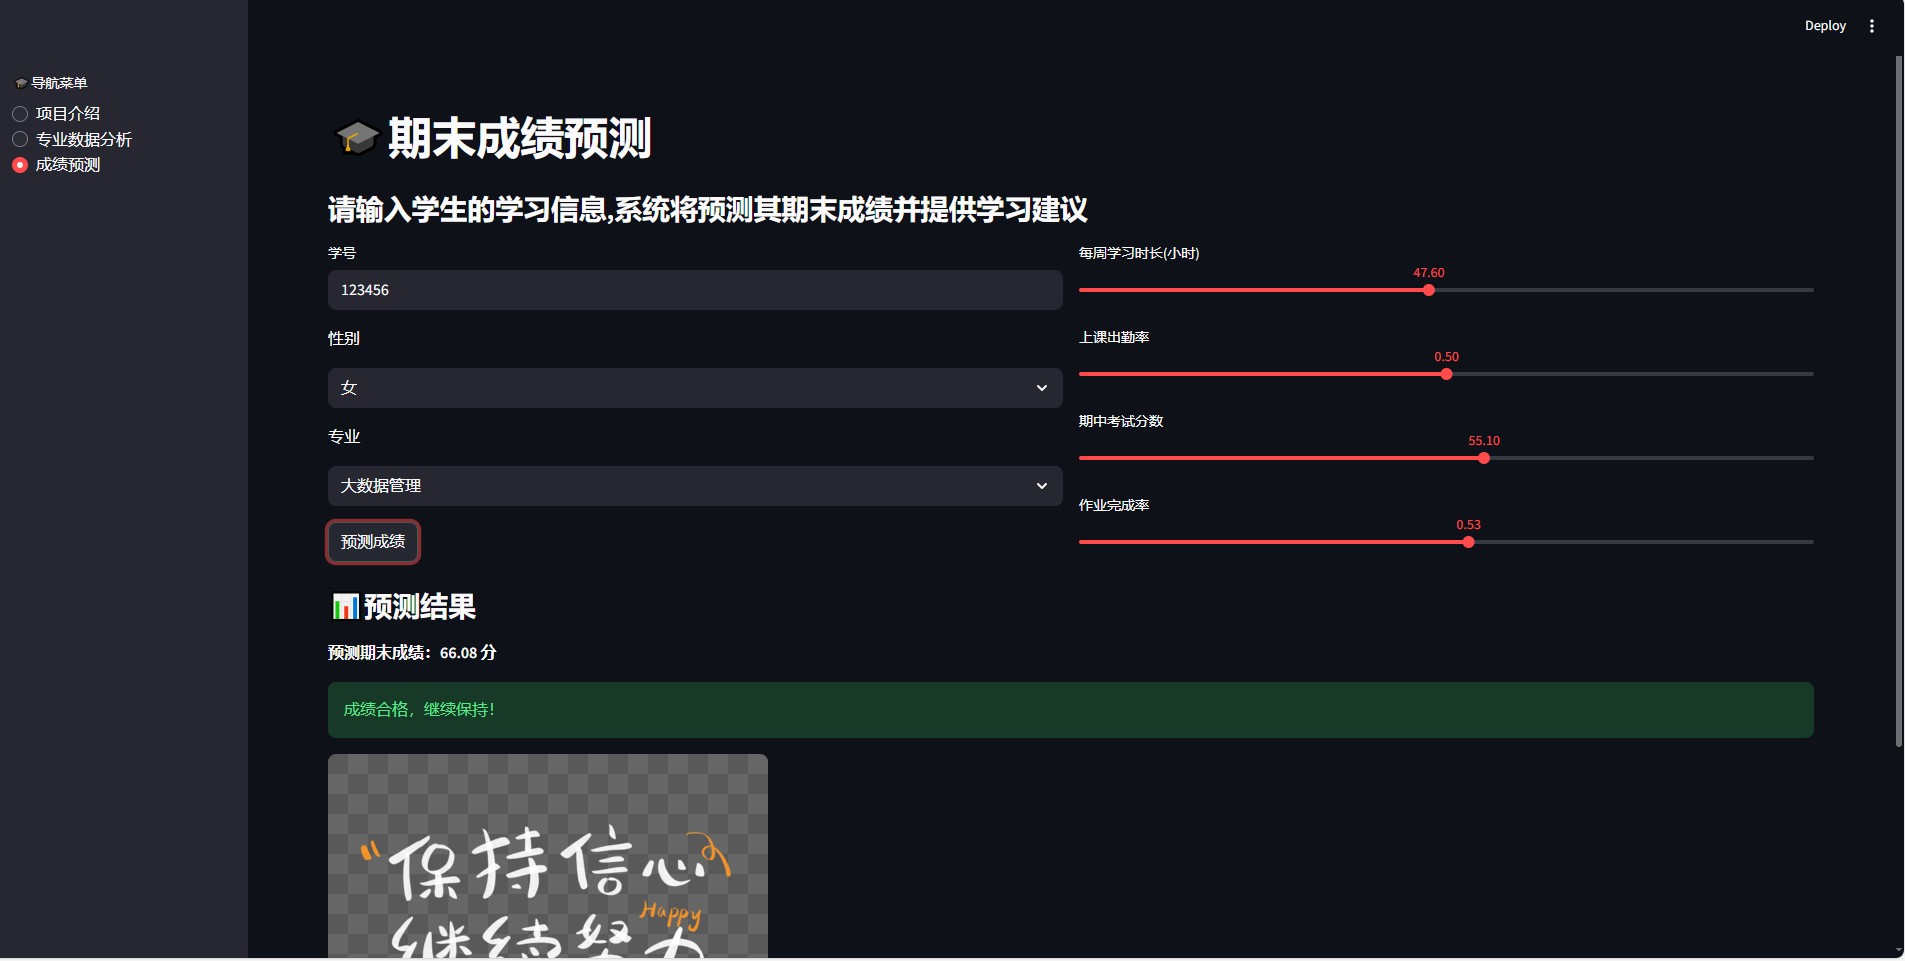 Deploy
导航菜单
项目介绍
专业数据分析
成绩预测
期末成绩预测
请输入学生的学习信息,系统将预测其期末成绩并提供学习建议
学号
123456
性别
女
专业
大数据管理
预测成绩
每周学习时长(小时)
47.60
上课出勤率
0.50
期中考试分数
55.10
作业完成率
0.53
预测结果
预测期末成绩：66.08 分
成绩合格，继续保持！
保持信心
Happy
继续努力